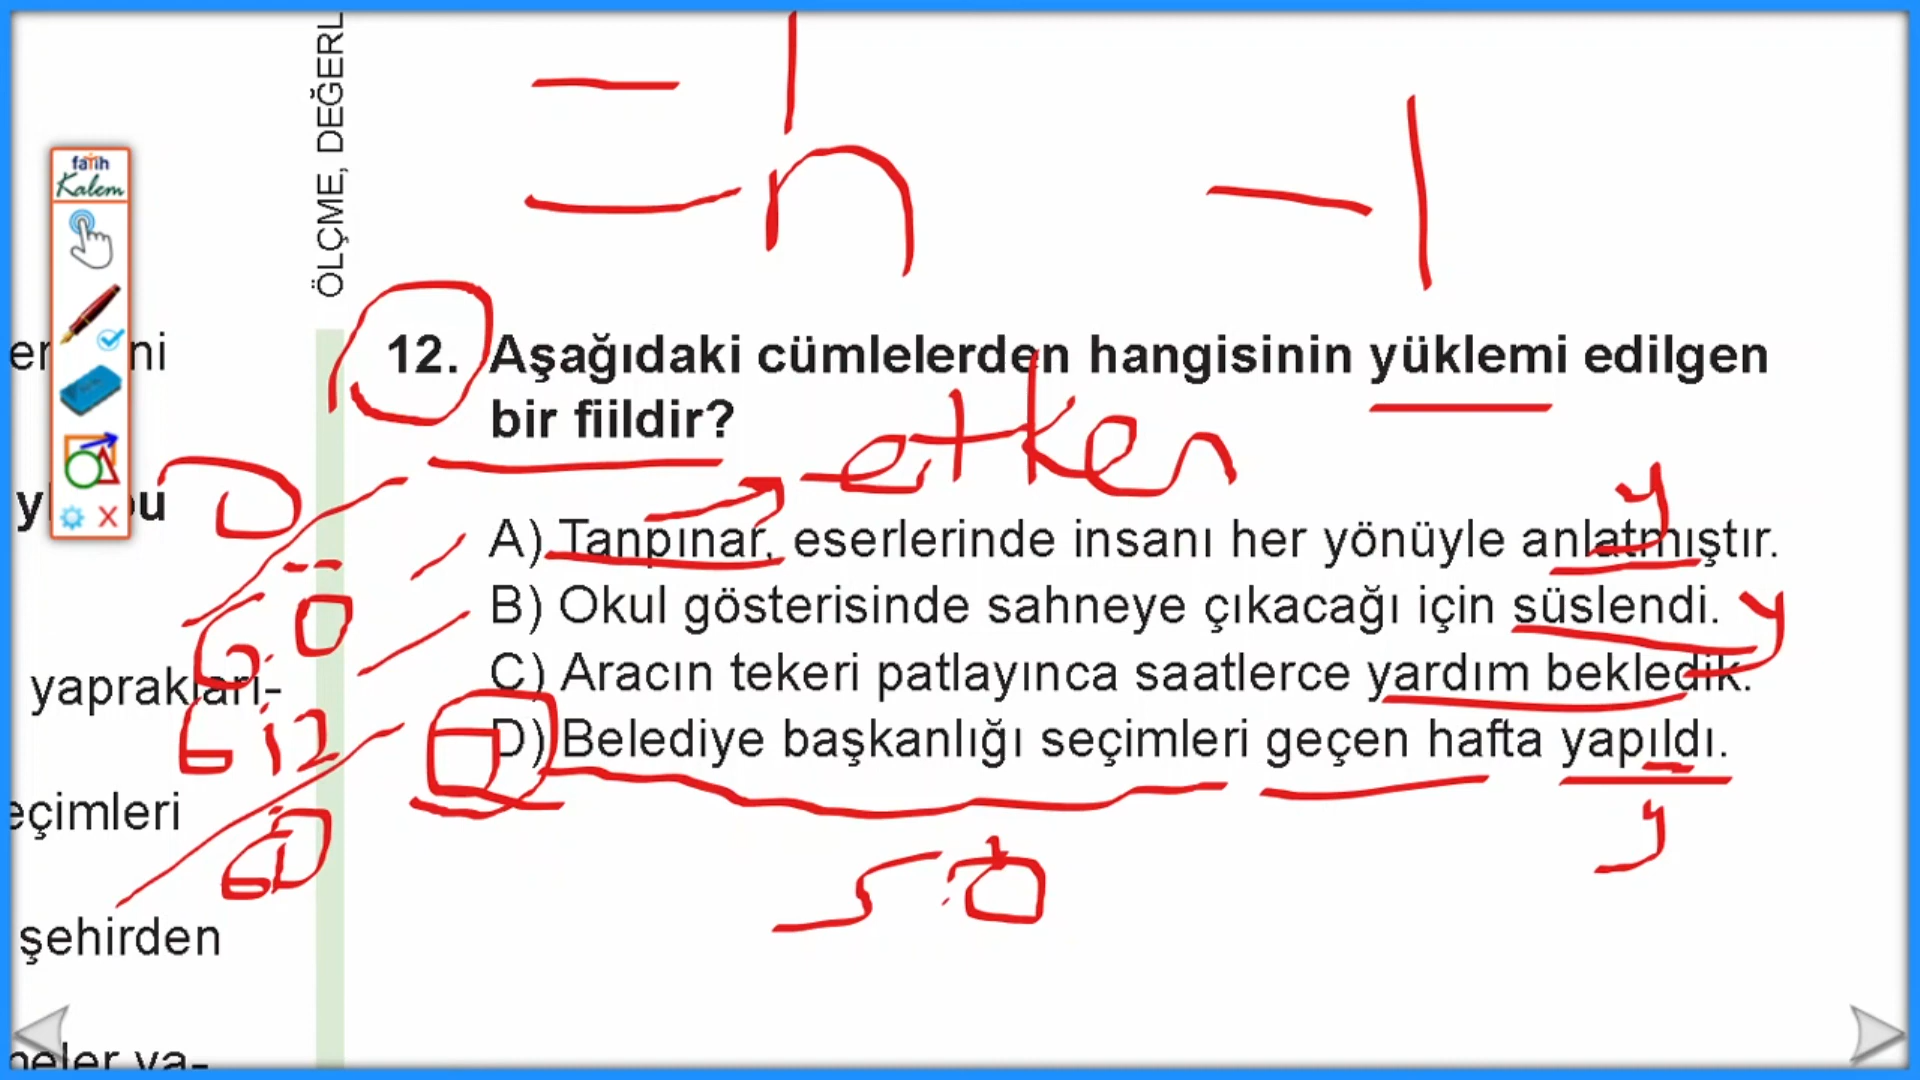 ÖLÇME, DEĞERL
fatih
Kalem
-l
-n
-l
ni
12. Aşağıdaki cümlelerden hangisinin yüklemi edilgen
bir fiildir?
etken
A) Tanpınar, eserlerinde insanı her yönüyle anlatmıştır.
y
B) Okul gösterisinde sahneye çıkacağı için süslendi.
y
C) Aracın tekeri patlayınca saatlerce yardım bekledik.
yaprakları-
D) Belediye başkanlığı seçimleri geçen hafta yapıldı.
y
eçimleri
şehirden
neler ya-